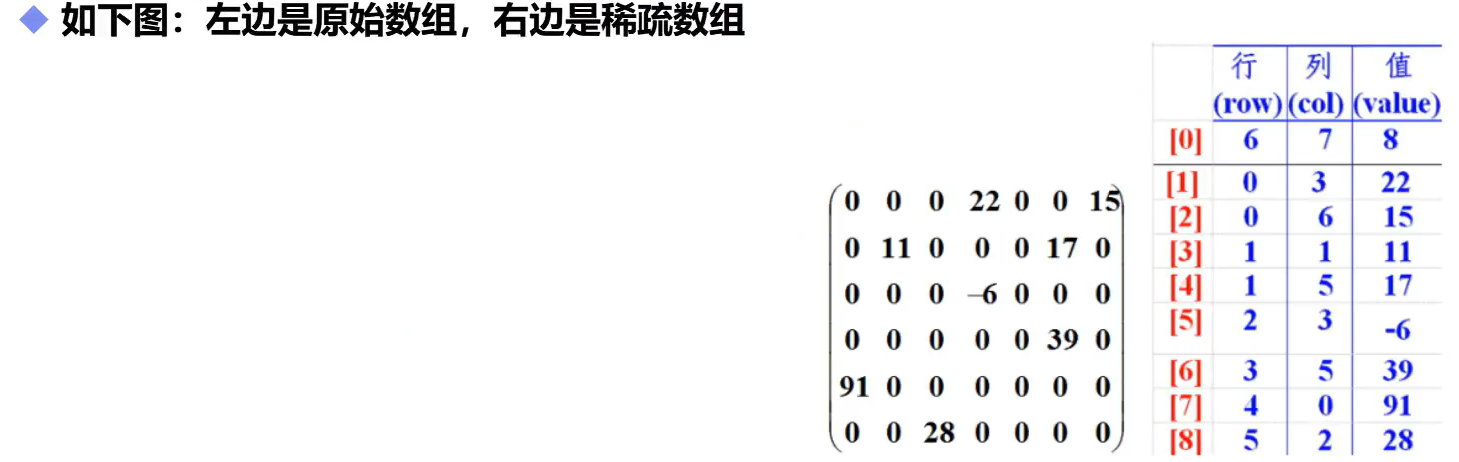 如下图：左边是原始数组，右边是稀疏数组
0 0 0 22 0 0 15
0 11 0 0 0 17 0
0 0 0 –6 0 0 0
0 0 0 0 0 39 0
91 0 0 0 0 0 0
0 0 28 0 0 0 0
行 列 值
(row) (col) (value)
[0] 6 7 8
[1] 0 3 22
[2] 0 6 15
[3] 1 1 11
[4] 1 5 17
[5] 2 3 -6
[6] 3 5 39
[7] 4 0 91
[8] 5 2 28